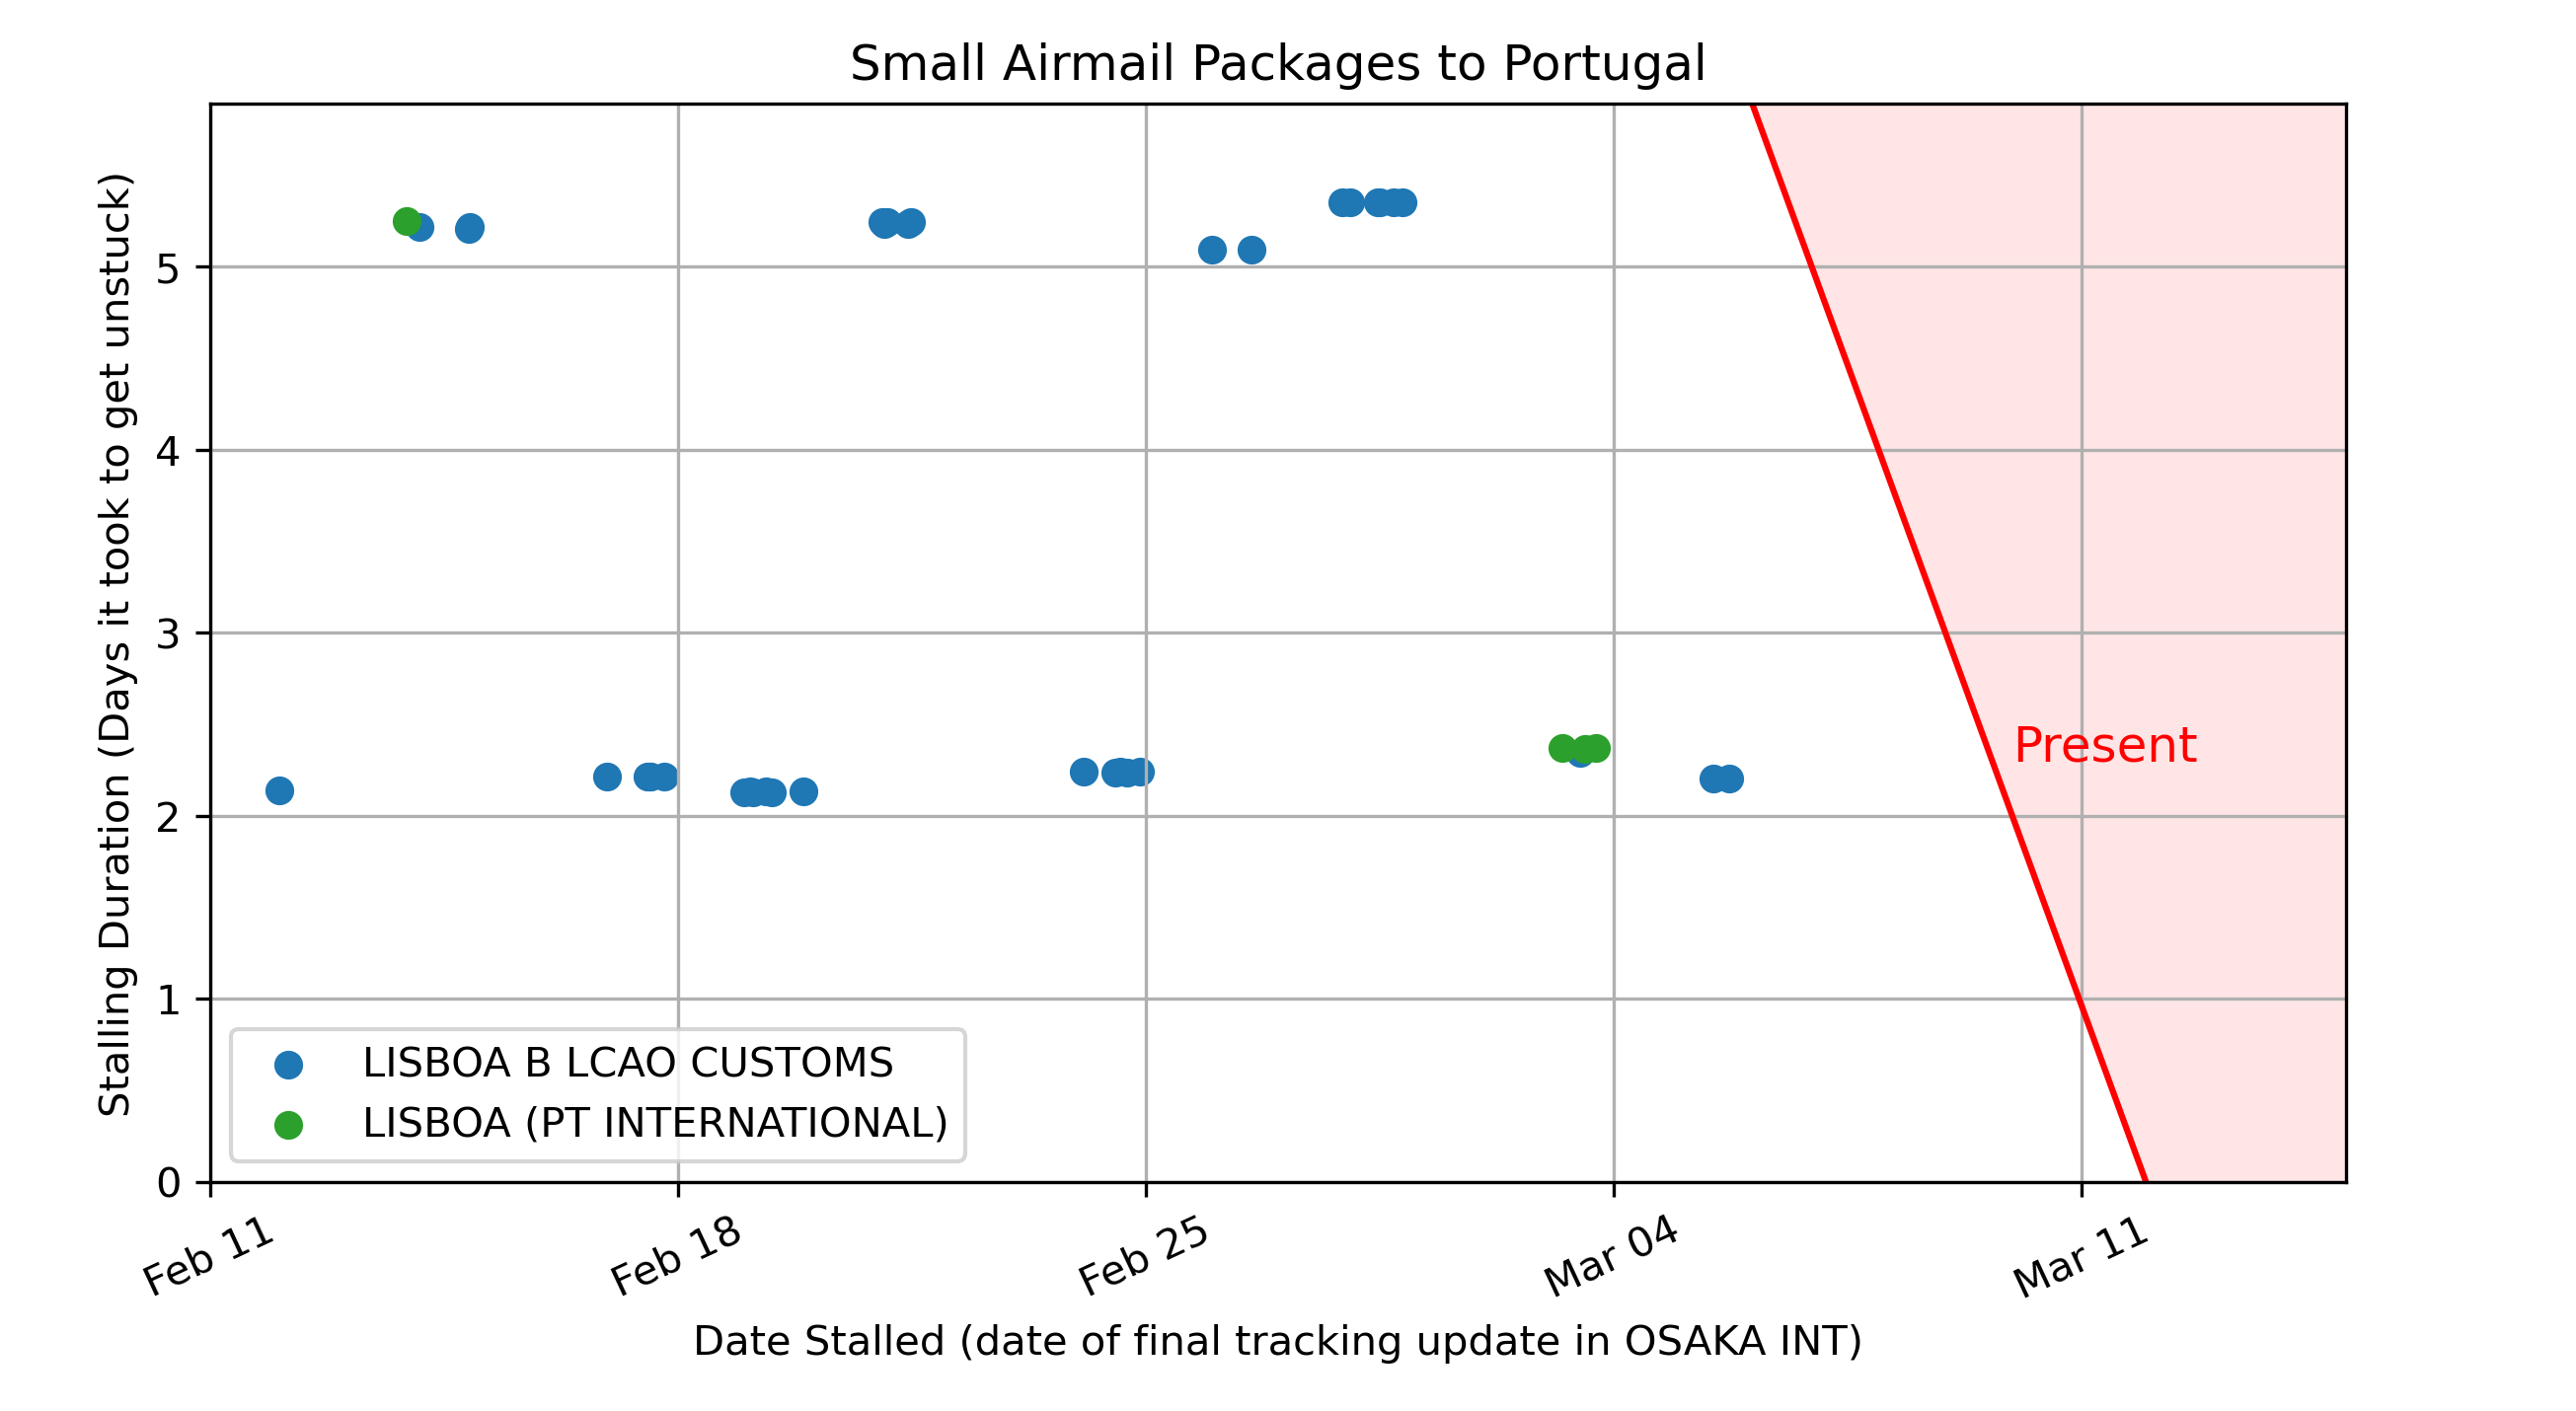 Small Airmail Packages to Portugal
Stalling Duration (Days it took to get unstuck)
5
4
3
2
1
0
Present
LISBOA B LCAO CUSTOMS
LISBOA (PT INTERNATIONAL)
Feb 11
Feb 18
Feb 25
Mar 04
Mar 11
Date Stalled (date of final tracking update in OSAKA INT)